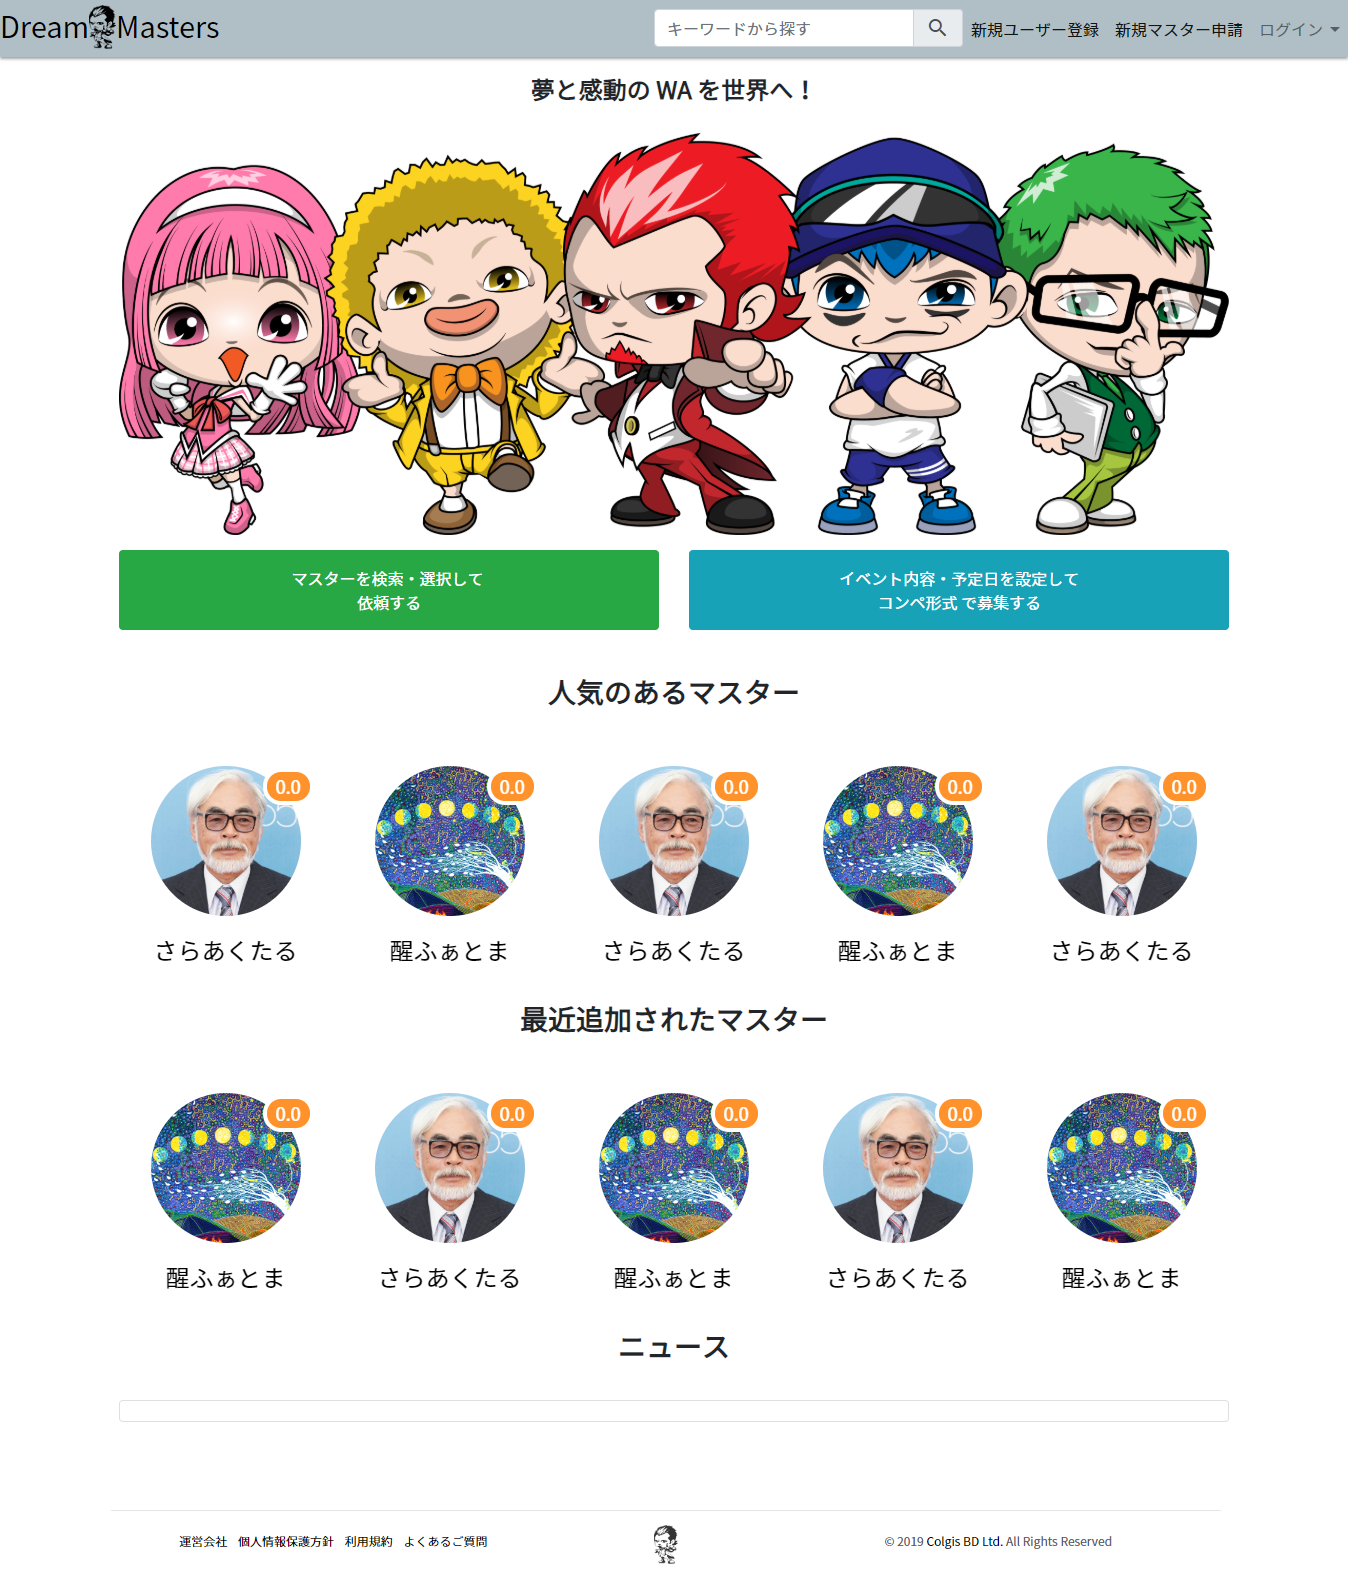 DreamMasters
キーワードから探す
新規ユーザー登録
新規マスター申請
ログイン
夢と感動の WA を世界へ！
マスターを検索・選択して
依頼する
イベント内容・予定日を設定して
コンペ形式 で募集する
人気のあるマスター
0.0
0.0
0.0
0.0
0.0
さらあくたる
醒ふぁとま
さらあくたる
醒ふぁとま
さらあくたる
最近追加されたマスター
0.0
0.0
0.0
0.0
0.0
醒ふぁとま
さらあくたる
醒ふぁとま
さらあくたる
醒ふぁとま
ニュース
運営会社 個人情報保護方針 利用規約 よくあるご質問
© 2019 Colgis BD Ltd. All Rights Reserved